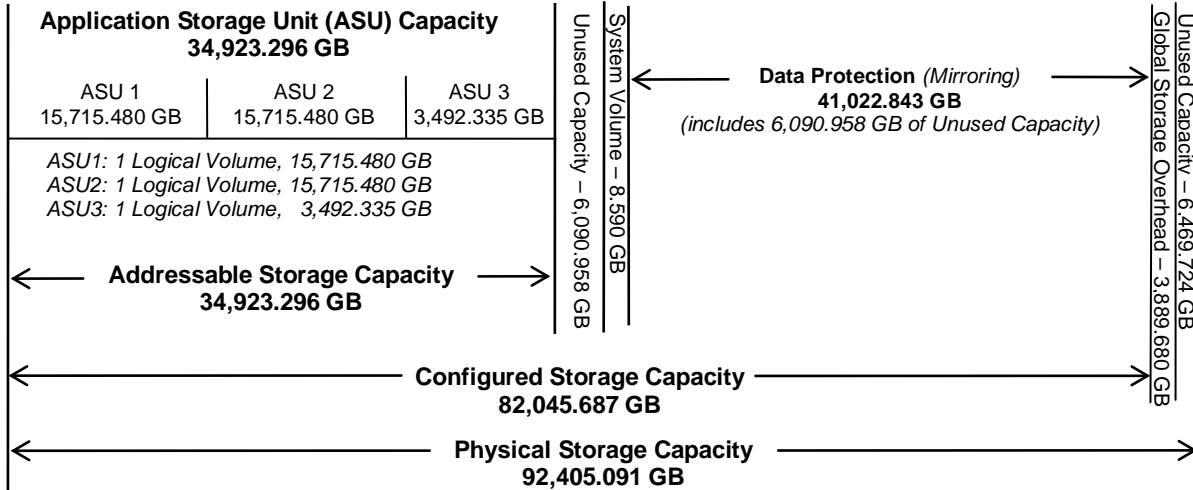 Application Storage Unit (ASU) Capacity
34,923.296 GB
ASU 1
15,715.480 GB
ASU 2
15,715.480 GB
ASU 3
3,492.335 GB
ASU1: 1 Logical Volume, 15,715.480 GB
ASU2: 1 Logical Volume, 15,715.480 GB
ASU3: 1 Logical Volume, 3,492.335 GB
Addressable Storage Capacity
34,923.296 GB
Unused Capacity – 6,090.958 GB
System Volume – 8.590 GB
Data Protection (Mirroring)
41,022.843 GB
(includes 6,090.958 GB of Unused Capacity)
Global Storage Overhead – 3,889.680 GB
Unused Capacity – 6,469.724 GB
Configured Storage Capacity
82,045.687 GB
Physical Storage Capacity
92,405.091 GB